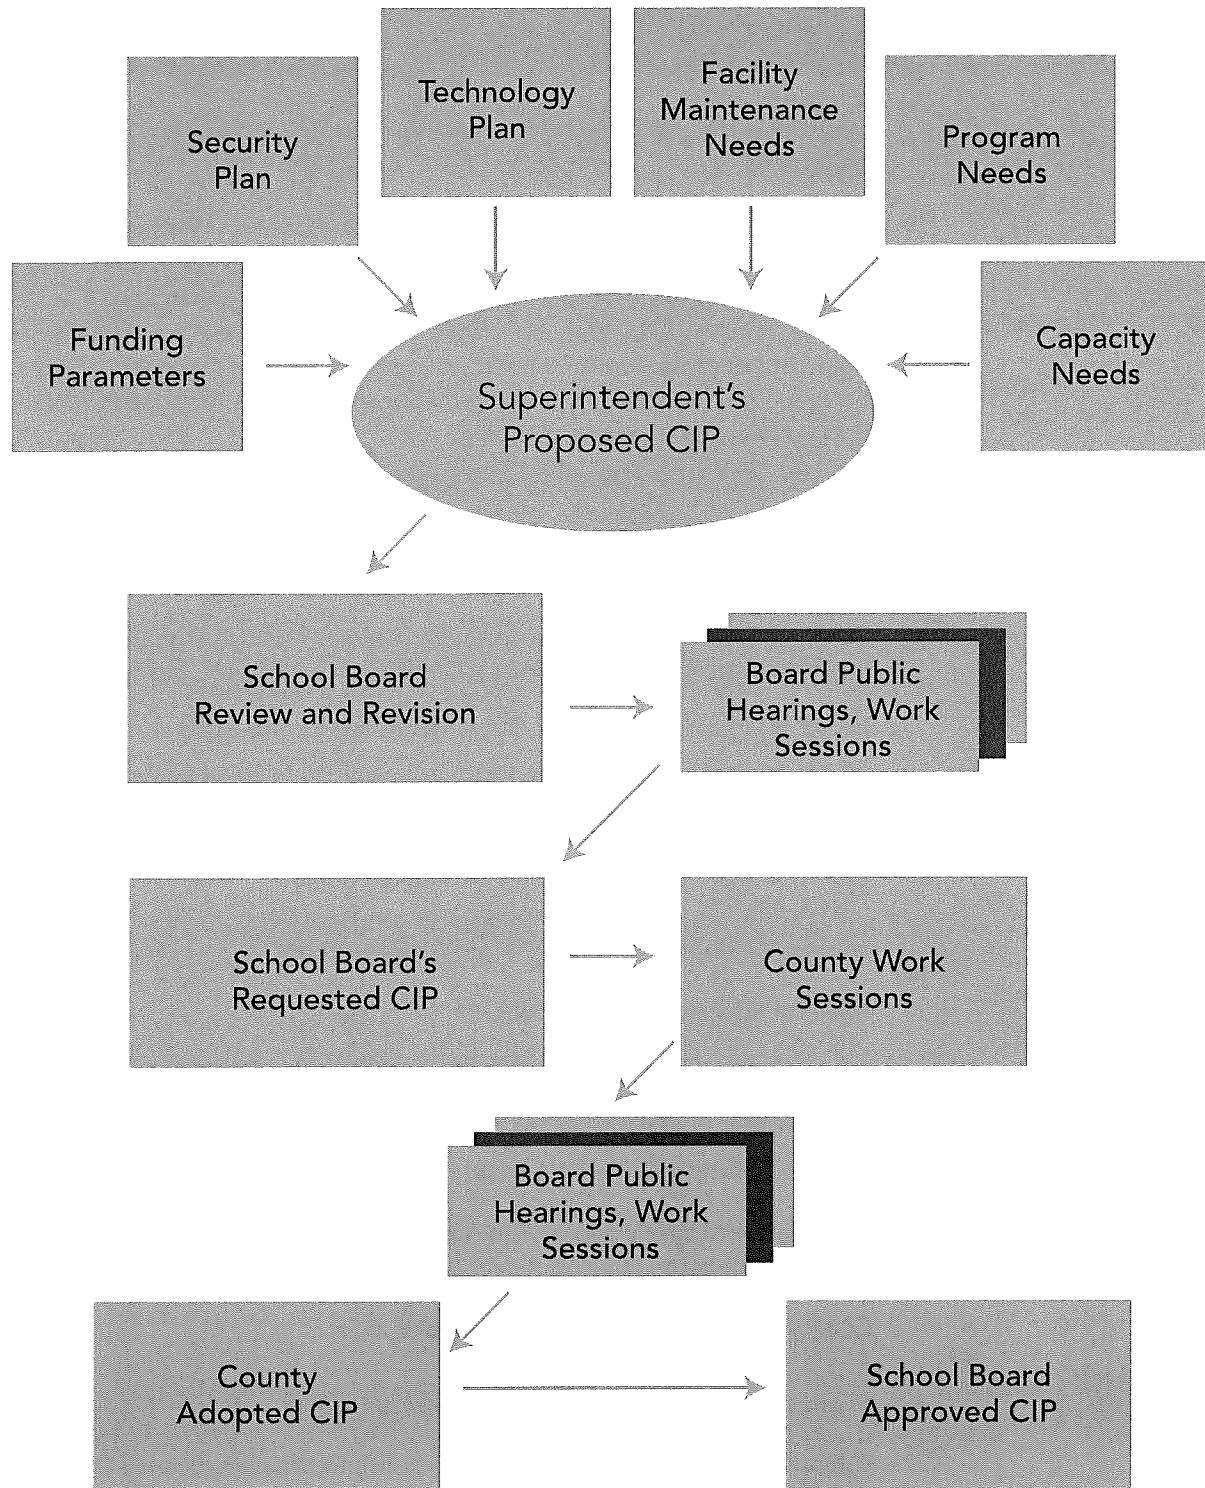 Technology
Plan
Facility
Maintenance
Needs
Security
Plan
Program
Needs
Funding
Parameters
Capacity
Needs
Superintendent's
Proposed CIP
School Board
Review and Revision
Board Public
Hearings, Work
Sessions
School Board's
Requested CIP
County Work
Sessions
Board Public
Hearings, Work
Sessions
County
Adopted CIP
School Board
Approved CIP